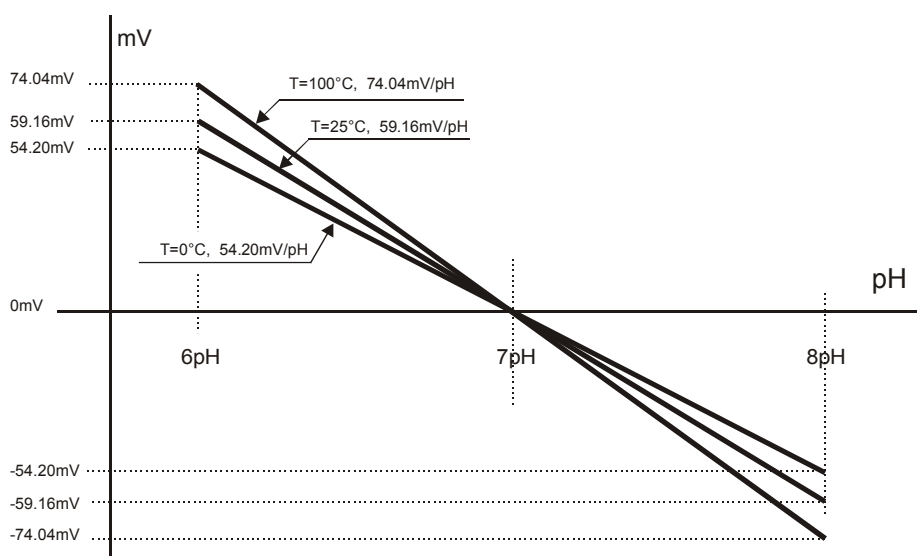 mV
74.04mV
T=100°C, 74.04mV/pH
59.16mV
T=25°C, 59.16mV/pH
54.20mV
T=0°C, 54.20mV/pH
pH
0mV
6pH
7pH
8pH
-54.20mV
-59.16mV
-74.04mV